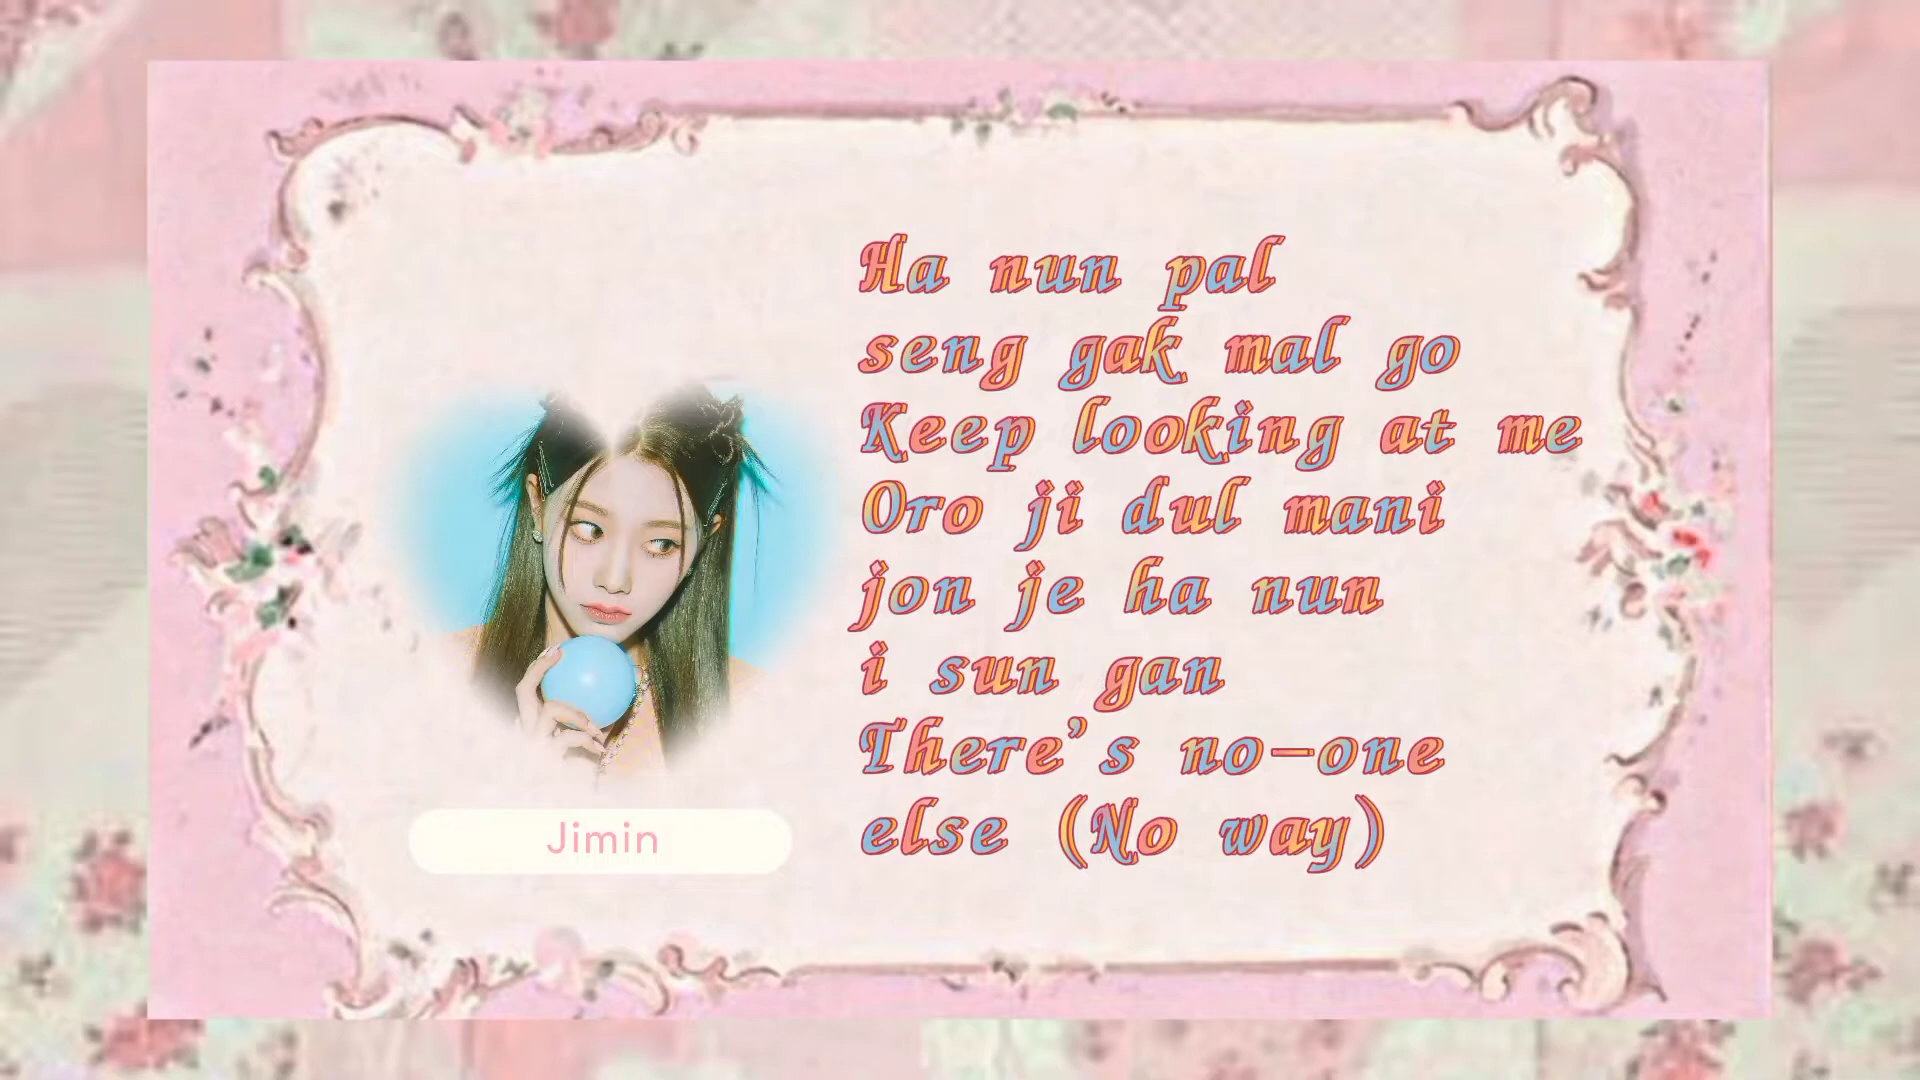 Ha nun pal
seng gak mal go
Keep looking at me
Oro ji dul mani
jon je ha nun
i sun gan
There's no-one
else (No way)
Jimin